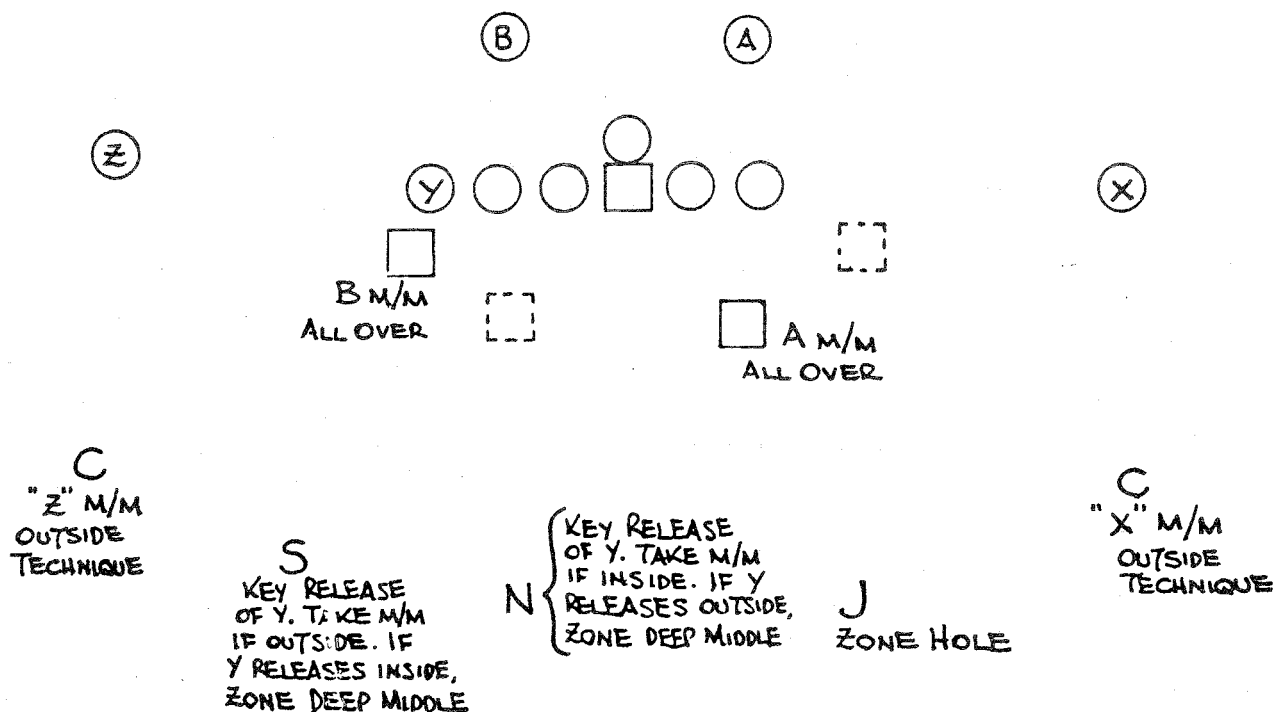 B
A
Z
Y
X
B M/M
ALL OVER
A M/M
ALL OVER
C
"Z" M/M
OUTSIDE
TECHNIQUE
S
KEY RELEASE
OF Y. TAKE M/M
IF OUTSIDE. IF
Y RELEASES INSIDE,
ZONE DEEP MIDDLE
N
KEY RELEASE
OF Y. TAKE M/M
IF INSIDE. IF Y
RELEASES OUTSIDE,
ZONE DEEP MIDDLE
J
ZONE HOLE
C
"X" M/M
OUTSIDE
TECHNIQUE